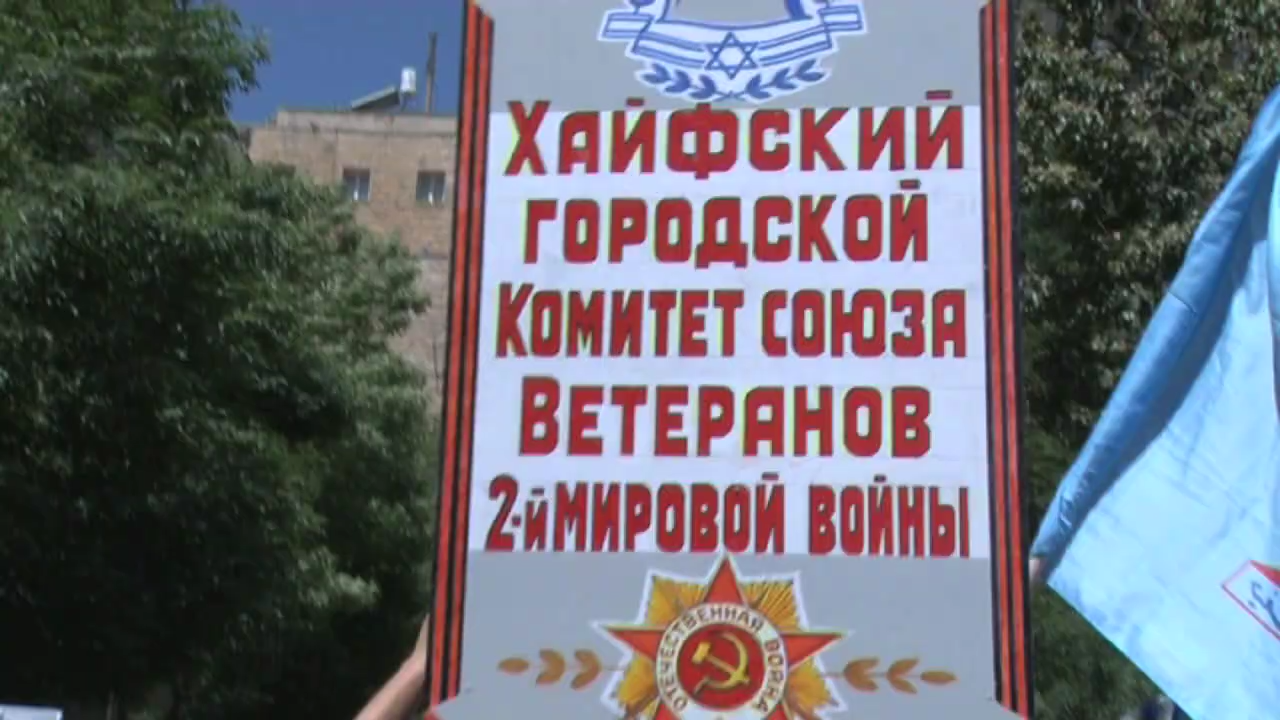 Хайфский
городской
Комитет союза
Ветеранов
2-й мировой войны
ОТЕЧЕСТВЕННАЯ ВОЙНА